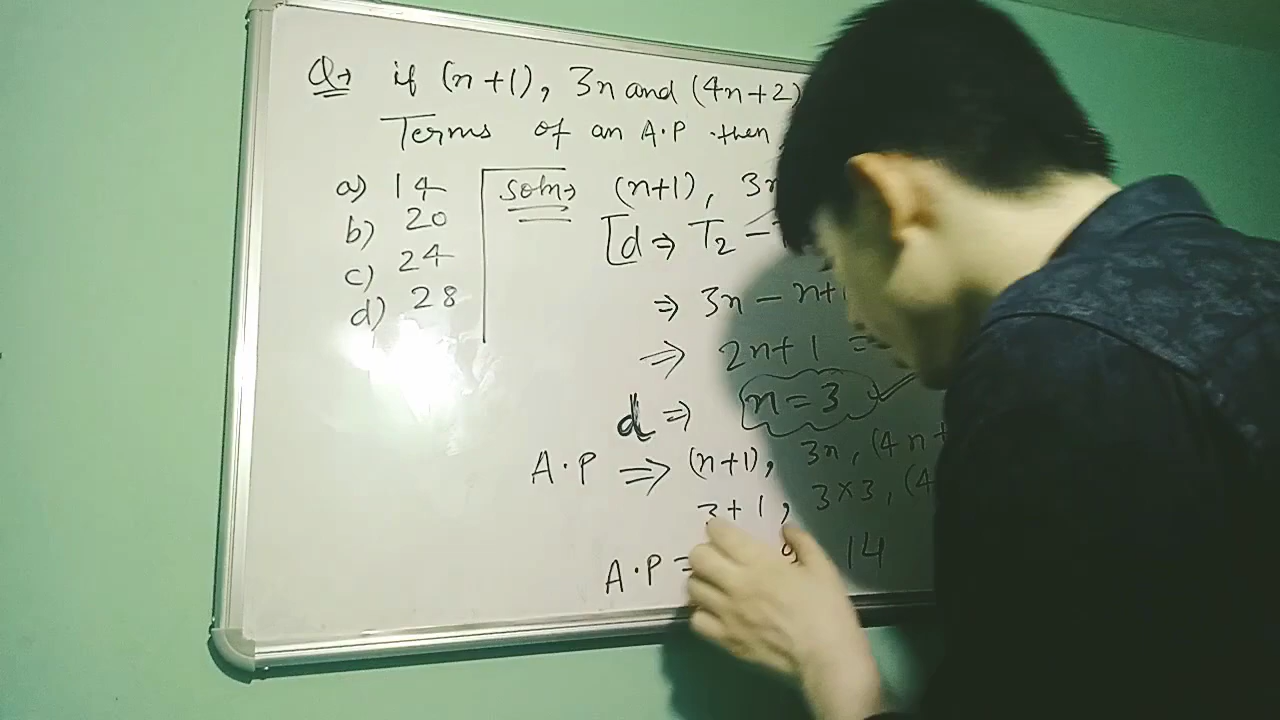 Q→ if (n+1), 3n and (4n+2)
Terms of an A.P then
a) 14
b) 20
c) 24
d) 28
Soln→ (n+1), 3n
[d ⇒ T2 -
⇒ 3n - n+1
⇒ 2n+1 =
d ⇒ n=3 ✓
A.P ⇒ (n+1), 3n, (4n+
3+1, 3×3, (4
A.P = 9 14